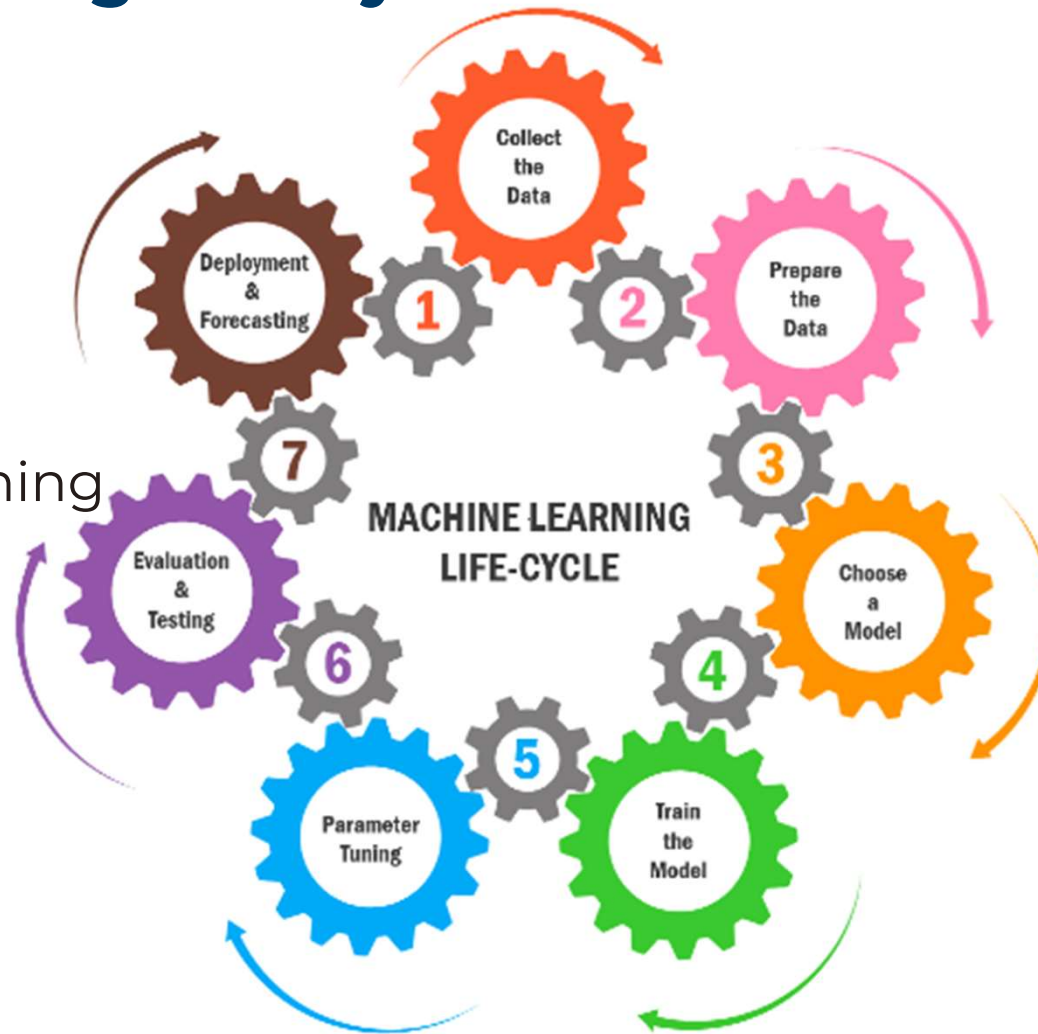 Collect
the
Data
1
2
Prepare
the
Data
3
Choose
a
Model
4
Train
the
Model
5
Parameter
Tuning
6
Evaluation
&
Testing
7
Deployment
&
Forecasting
MACHINE LEARNING
LIFE-CYCLE